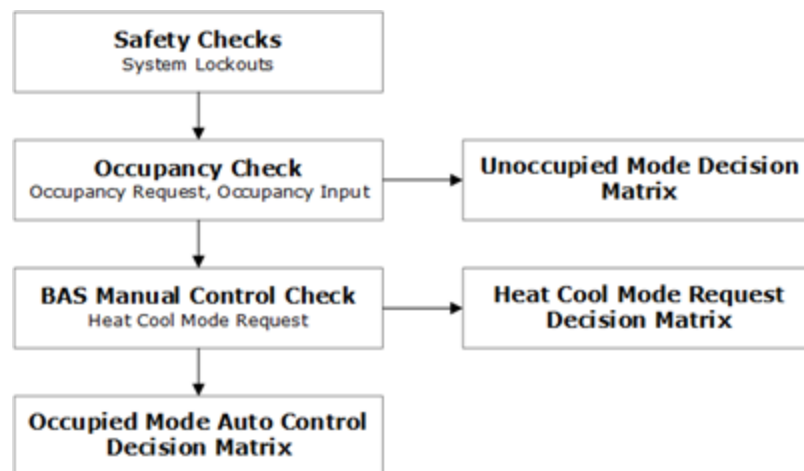 Safety Checks
System Lockouts
Occupancy Check
Occupancy Request, Occupancy Input
Unoccupied Mode Decision
Matrix
BAS Manual Control Check
Heat Cool Mode Request
Heat Cool Mode Request
Decision Matrix
Occupied Mode Auto Control
Decision Matrix